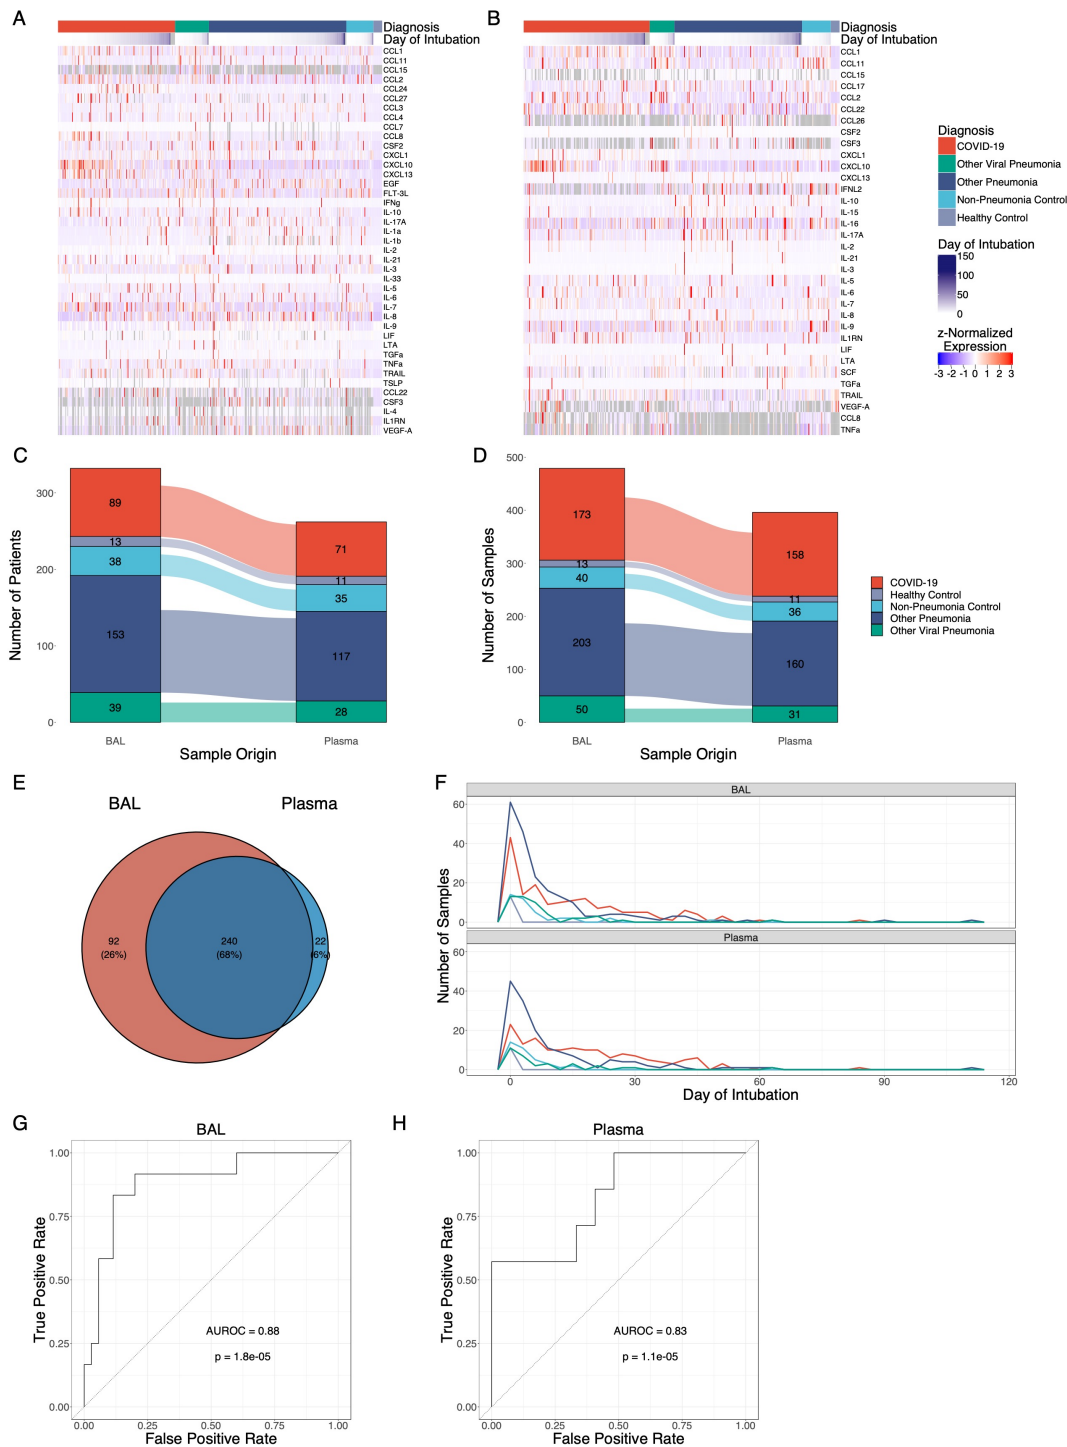 A
Diagnosis
Day of Intubation
CCL1
CCL11
CCL15
CCL2
CCL24
CCL27
CCL3
CCL4
CCL7
CCL8
CSF2
CXCL1
CXCL10
CXCL13
EGF
FLT-3L
IFNg
IL-10
IL-17A
IL-1a
IL-1b
IL-2
IL-21
IL-3
IL-33
IL-5
IL-6
IL-7
IL-8
IL-9
LIF
LTA
TGFa
TNFa
TRAIL
TSLP
CCL22
CSF3
IL-4
IL1RN
VEGF-A
B
Diagnosis
Day of Intubation
CCL1
CCL11
CCL15
CCL17
CCL2
CCL22
CCL26
CSF2
CSF3
CXCL1
CXCL10
CXCL13
IFNL2
IL-10
IL-15
IL-16
IL-17A
IL-2
IL-21
IL-3
IL-5
IL-6
IL-7
IL-8
IL-9
IL1RN
LIF
LTA
SCF
TGFa
TRAIL
VEGF-A
CCL8
TNFa
Diagnosis
COVID-19
Other Viral Pneumonia
Other Pneumonia
Non-Pneumonia Control
Healthy Control
Day of Intubation
150
100
50
0
z-Normalized
Expression
-3 -2 -1 0 1 2 3
C
Number of Patients
300
200
100
0
89
13
38
153
39
71
11
35
117
28
BAL
Plasma
Sample Origin
D
Number of Samples
500
400
300
200
100
0
173
13
40
203
50
158
11
36
160
31
BAL
Plasma
Sample Origin
COVID-19
Healthy Control
Non-Pneumonia Control
Other Pneumonia
Other Viral Pneumonia
E
BAL
Plasma
92
(26%)
240
(68%)
22
(6%)
F
BAL
Number of Samples
60
40
20
0
Plasma
60
40
20
0
0 30 60 90 120
Day of Intubation
G
BAL
True Positive Rate
1.00
0.75
0.50
0.25
0.00
AUROC = 0.88
p = 1.8e-05
0.00 0.25 0.50 0.75 1.00
False Positive Rate
H
Plasma
True Positive Rate
1.00
0.75
0.50
0.25
0.00
AUROC = 0.83
p = 1.1e-05
0.00 0.25 0.50 0.75 1.00
False Positive Rate